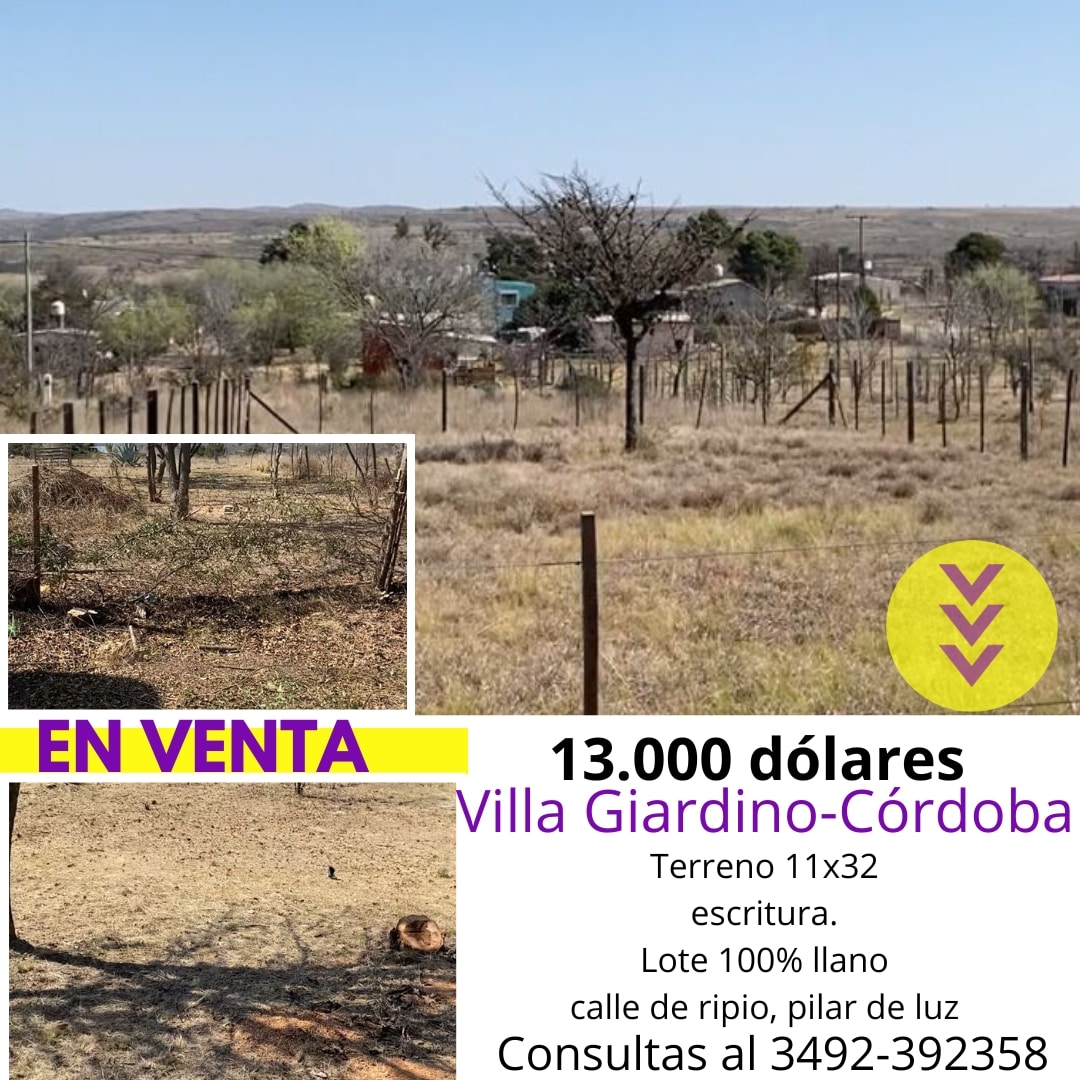 EN VENTA
13.000 dólares
Villa Giardino-Córdoba
Terreno 11x32
escritura.
Lote 100% llano
calle de ripio, pilar de luz
Consultas al 3492-392358